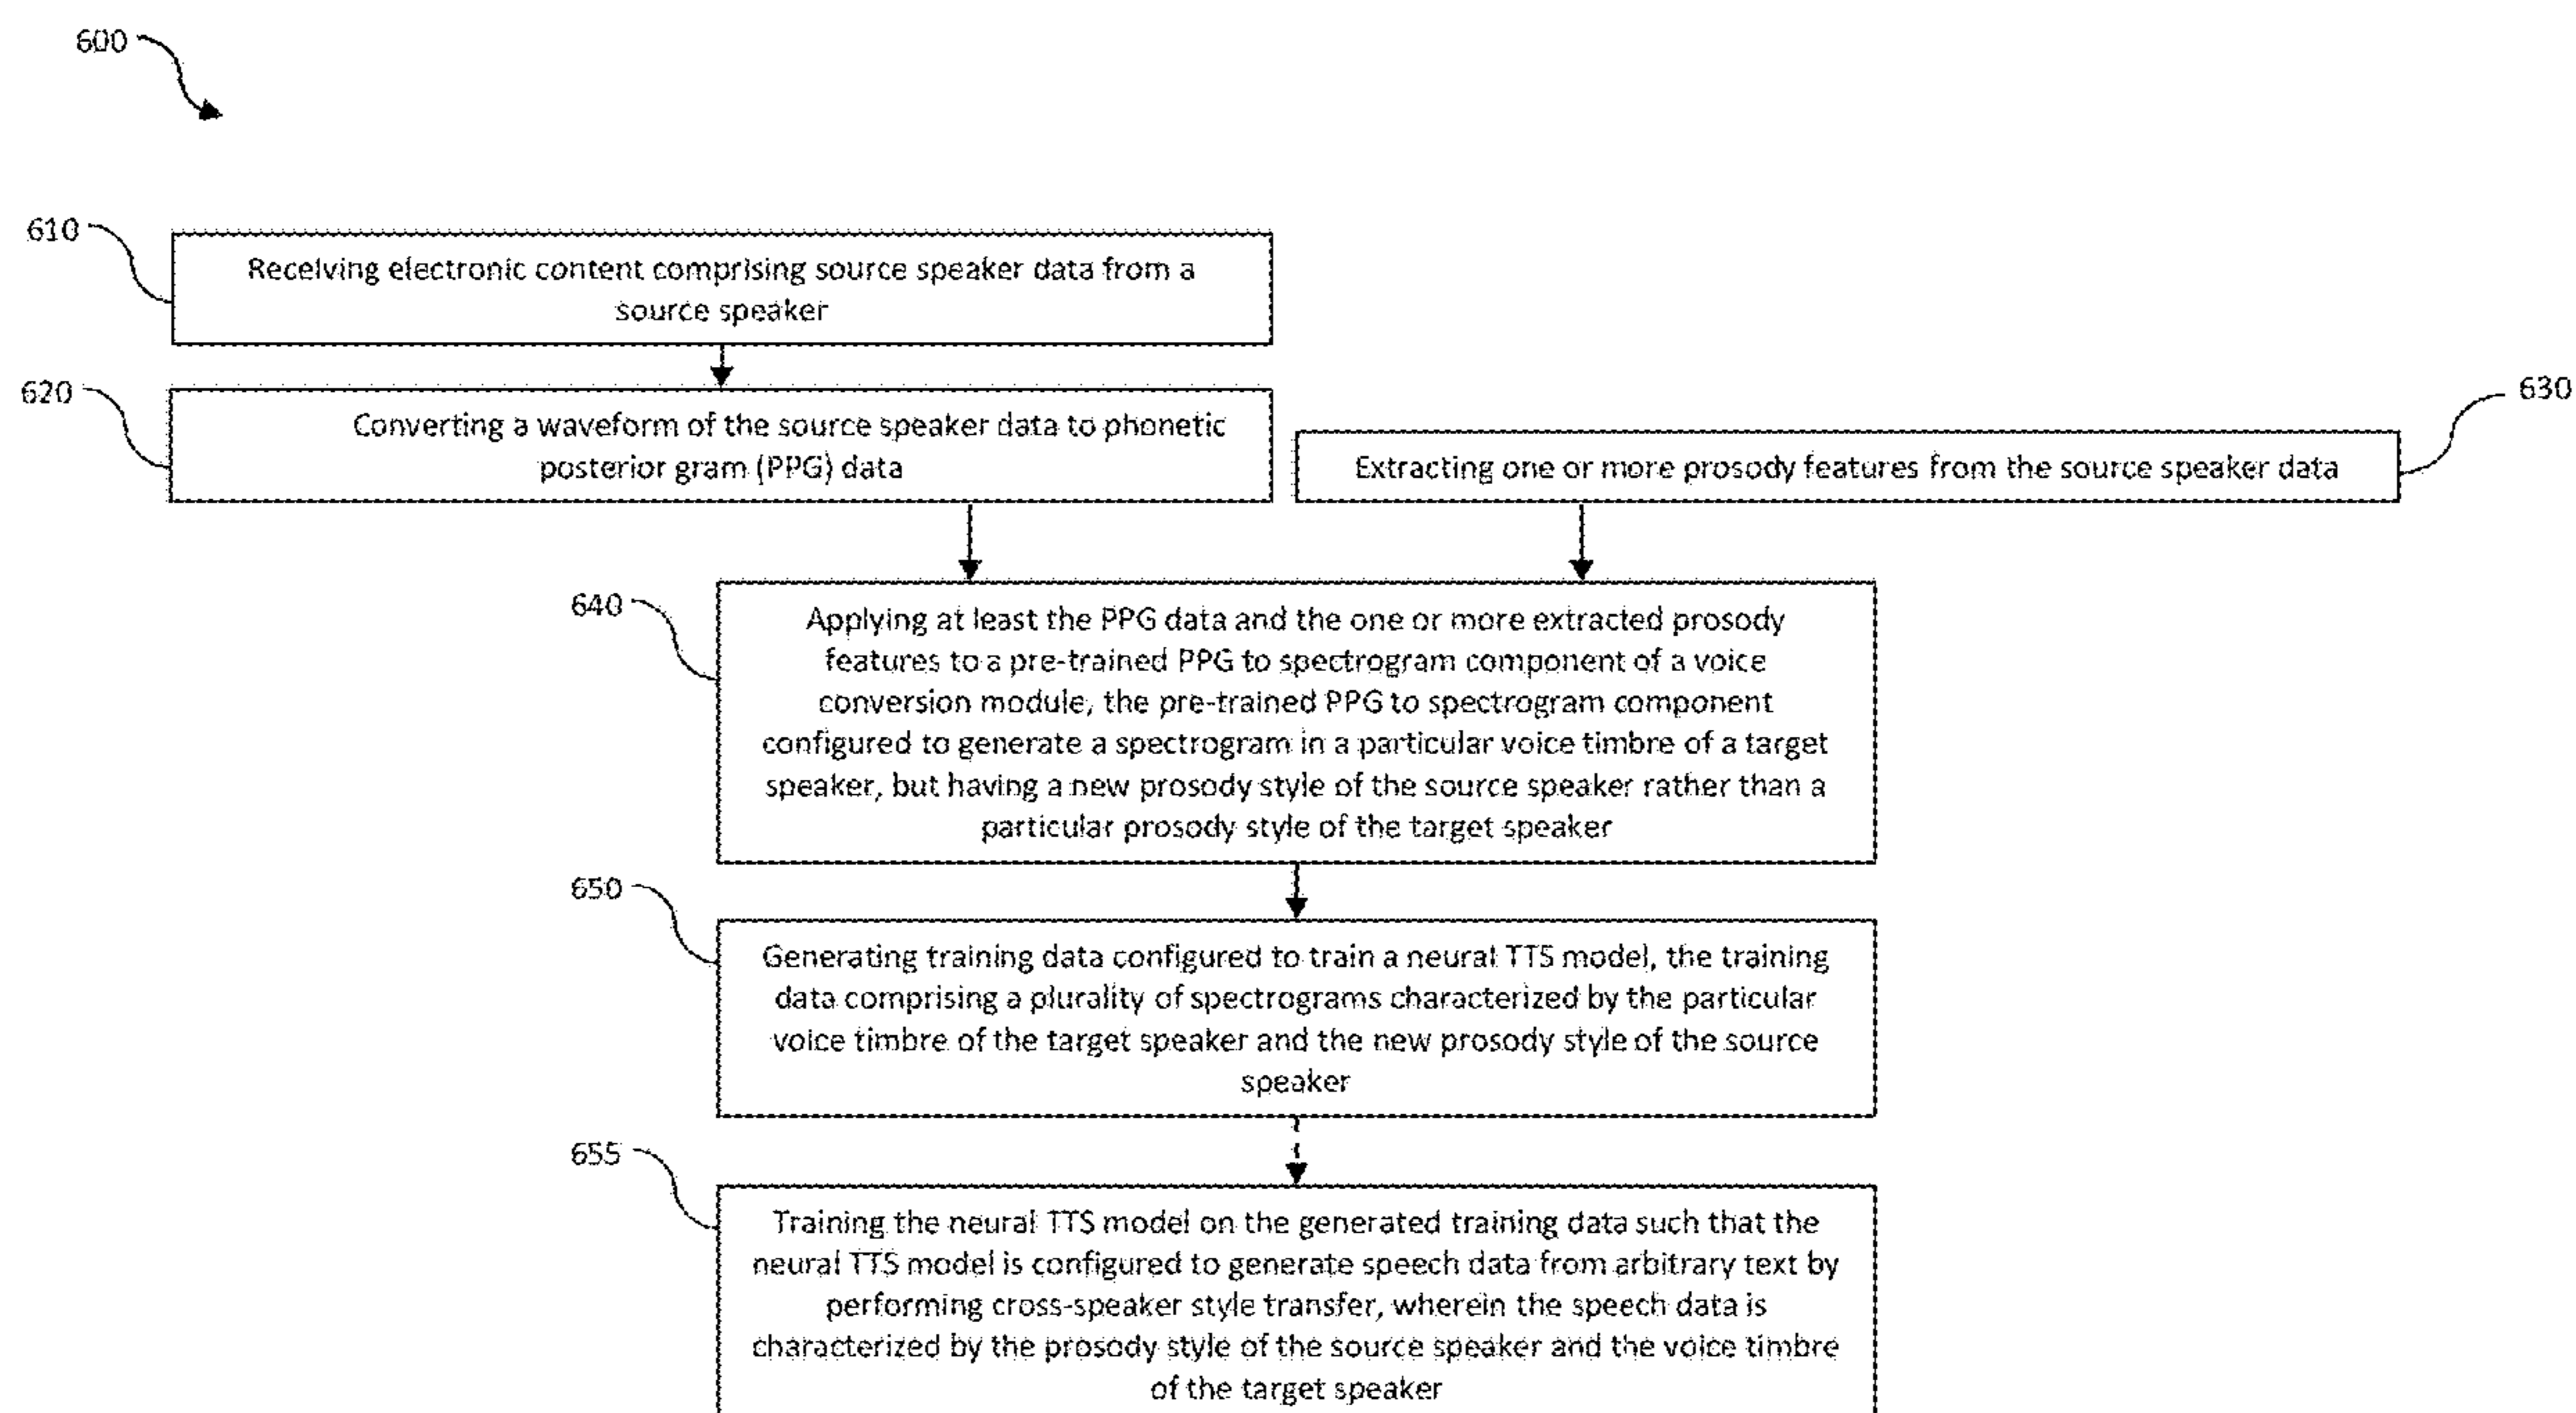 600
610
Receiving electronic content comprising source speaker data from a
source speaker
620
Converting a waveform of the source speaker data to phonetic
posterior gram (PPG) data
630
Extracting one or more prosody features from the source speaker data
640
Applying at least the PPG data and the one or more extracted prosody
features to a pre-trained PPG to spectrogram component of a voice
conversion module, the pre-trained PPG to spectrogram component
configured to generate a spectrogram in a particular voice timbre of a target
speaker, but having a new prosody style of the source speaker rather than a
particular prosody style of the target speaker
650
Generating training data configured to train a neural TTS model, the training
data comprising a plurality of spectrograms characterized by the particular
voice timbre of the target speaker and the new prosody style of the source
speaker
655
Training the neural TTS model on the generated training data such that the
neural TTS model is configured to generate speech data from arbitrary text by
performing cross-speaker style transfer, wherein the speech data is
characterized by the prosody style of the source speaker and the voice timbre
of the target speaker